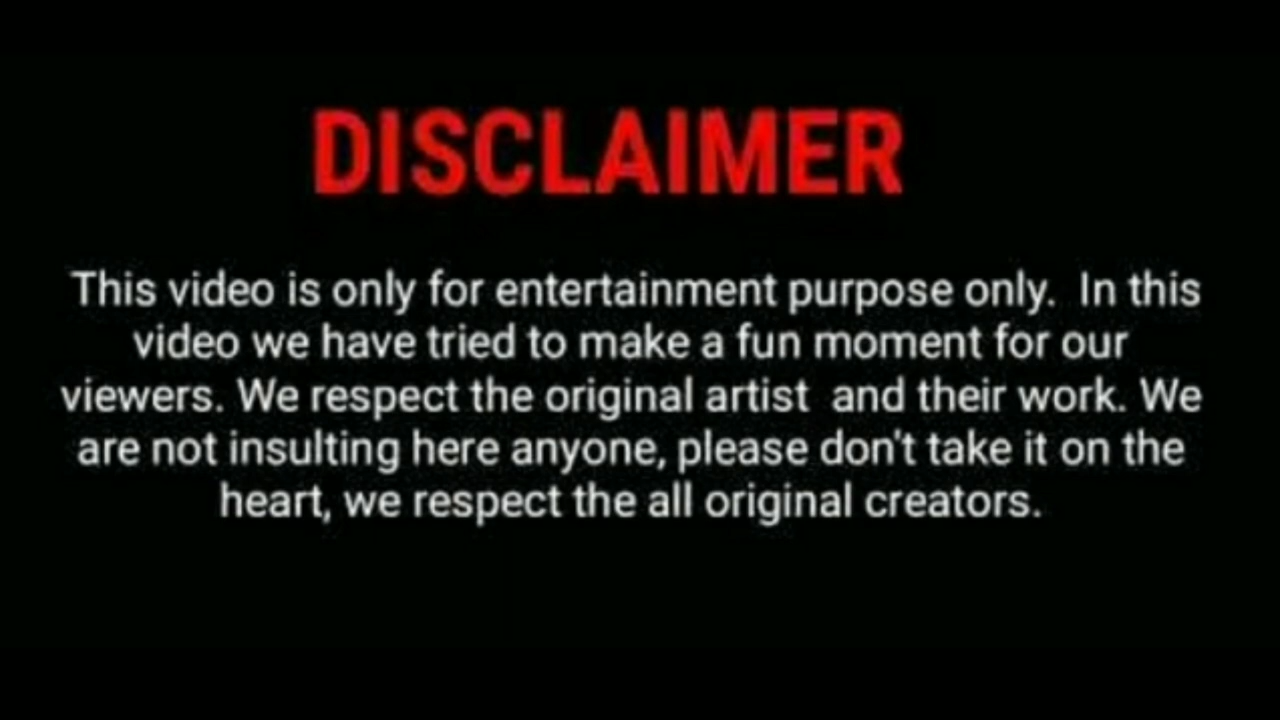 DISCLAIMER
This video is only for entertainment purpose only.  In this
video we have tried to make a fun moment for our
viewers. We respect the original artist  and their work. We
are not insulting here anyone, please don't take it on the
heart, we respect the all original creators.